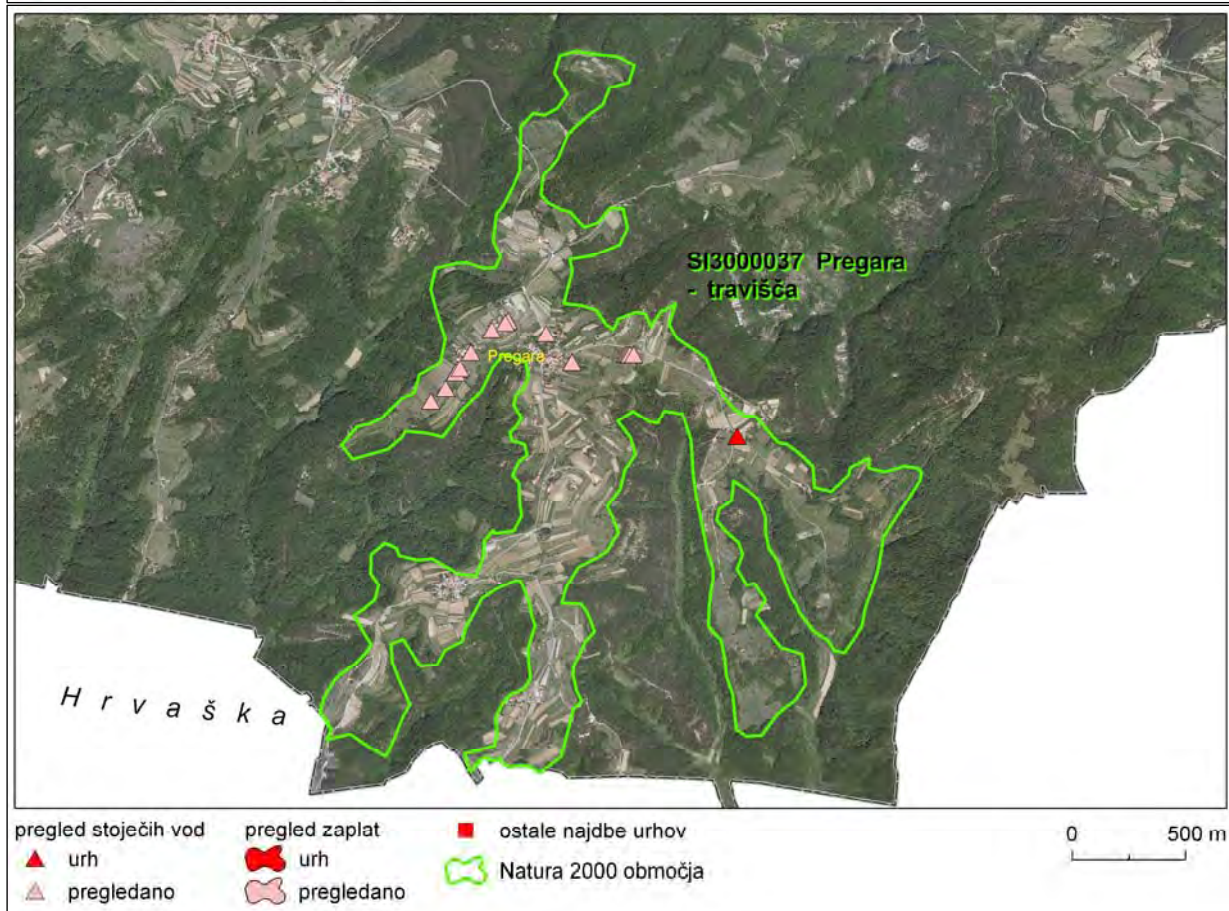 SI3000037 Pregara
- travišča
Pregara
Hrvaška
pregled stoječih vod
urh
pregledano
pregled zaplat
urh
pregledano
ostale najdbe urhov
Natura 2000 območja
0 500 m